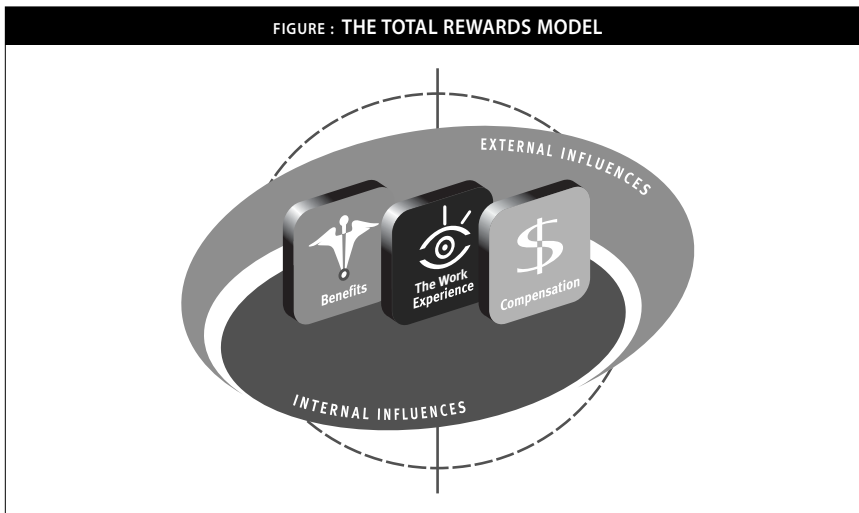 FIGURE : THE TOTAL REWARDS MODEL
EXTERNAL INFLUENCES
Benefits
The Work
Experience
$
Compensation
INTERNAL INFLUENCES